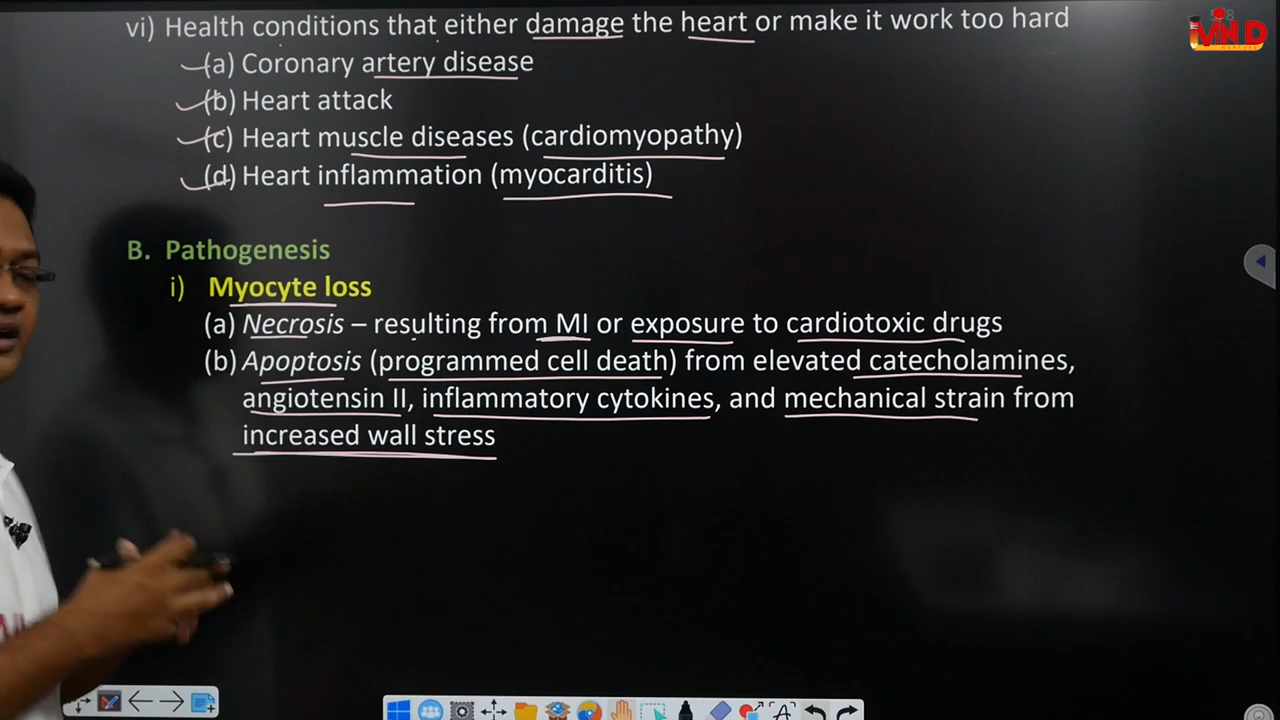 vi) Health conditions that either damage the heart or make it work too hard
(a) Coronary artery disease
(b) Heart attack
(c) Heart muscle diseases (cardiomyopathy)
(d) Heart inflammation (myocarditis)
B. Pathogenesis
i) Myocyte loss
(a) Necrosis – resulting from MI or exposure to cardiotoxic drugs
(b) Apoptosis (programmed cell death) from elevated catecholamines,
angiotensin II, inflammatory cytokines, and mechanical strain from
increased wall stress